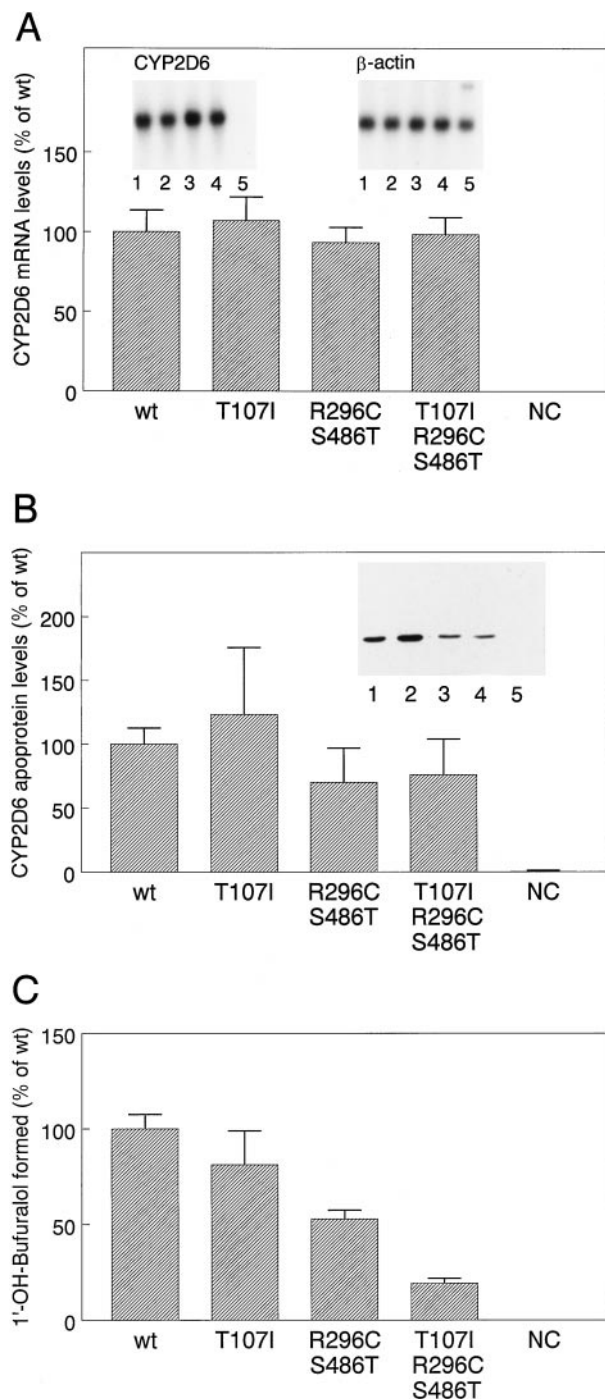 A
CYP2D6
β-actin
1 2 3 4 5
1 2 3 4 5
CYP2D6 mRNA levels (% of wt)
150
100
50
0
wt
T107I
R296C
S486T
T107I
R296C
S486T
NC
B
CYP2D6 apoprotein levels (% of wt)
200
150
100
50
0
1 2 3 4 5
wt
T107I
R296C
S486T
T107I
R296C
S486T
NC
C
1'-OH-Bufuralol formed (% of wt)
150
100
50
0
wt
T107I
R296C
S486T
T107I
R296C
S486T
NC